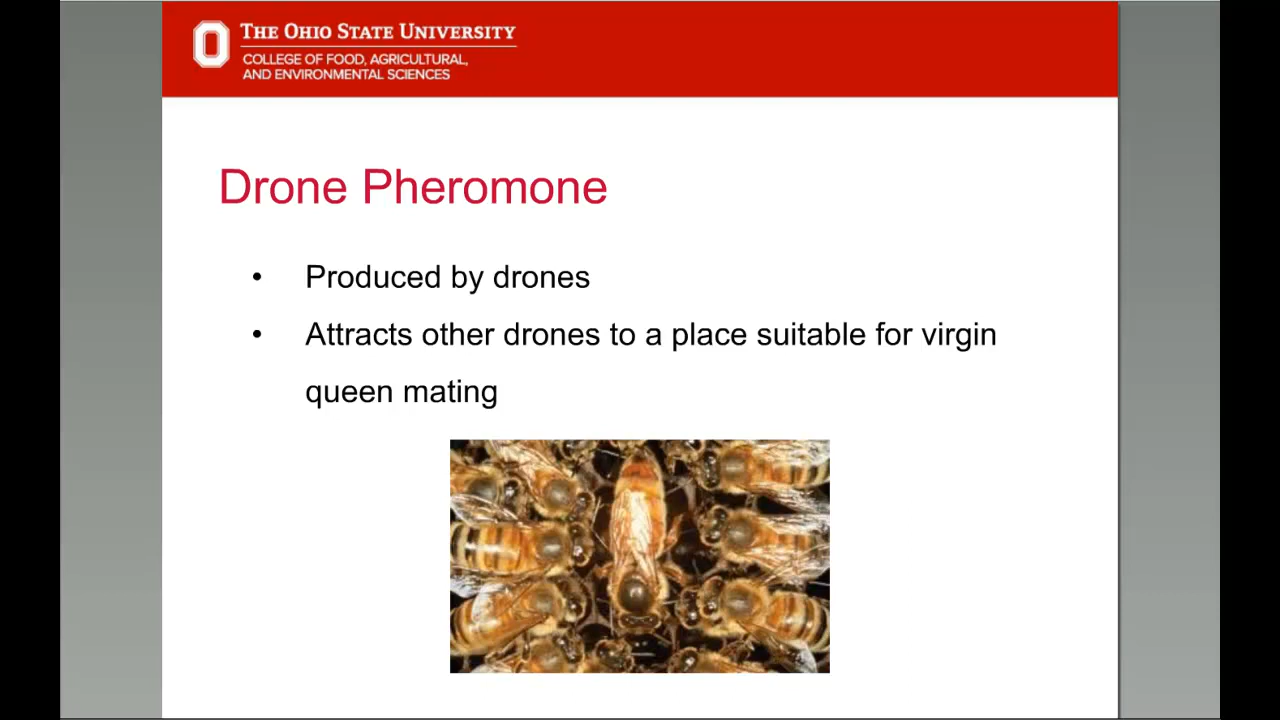 THE OHIO STATE UNIVERSITY
COLLEGE OF FOOD, AGRICULTURAL,
AND ENVIRONMENTAL SCIENCES
Drone Pheromone
• Produced by drones
• Attracts other drones to a place suitable for virgin
queen mating